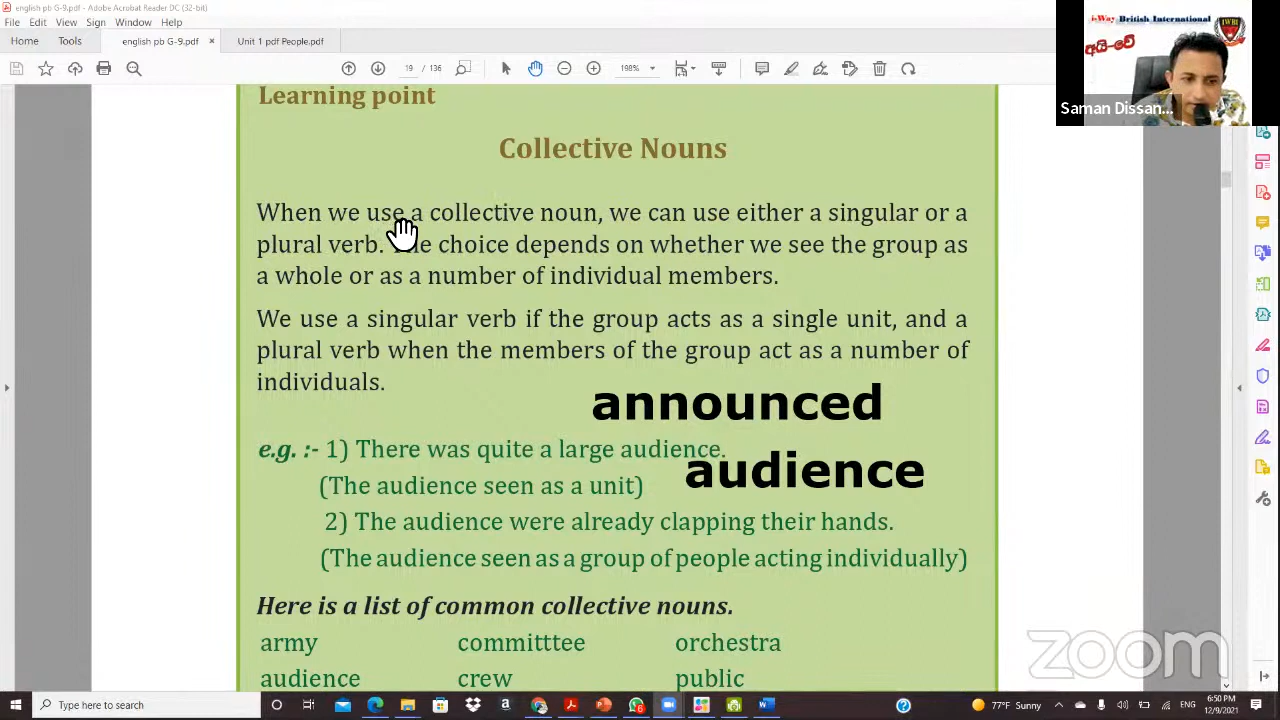 english pb G-9.pdf - Adobe Acrobat Reader DC (32-bit)
File Edit View Sign Window Help
Home Tools english pb G-9.pdf × Unit 1 pdf People.pdf
/ 136 198%
i-Way British International
IWBI
අයි-වේ
Saman Dissan...
Learning point
Collective Nouns
When we use a collective noun, we can use either a singular or a
plural verb. The choice depends on whether we see the group as
a whole or as a number of individual members.
We use a singular verb if the group acts as a single unit, and a
plural verb when the members of the group act as a number of
individuals.
announced
e.g. :- 1) There was quite a large audience.
audience
(The audience seen as a unit)
2) The audience were already clapping their hands.
(The audience seen as a group of people acting individually)
Here is a list of common collective nouns.
army committtee orchestra
audience crew public
zoom
Type here to search
77°F Sunny ENG 6:50 PM
12/9/2021